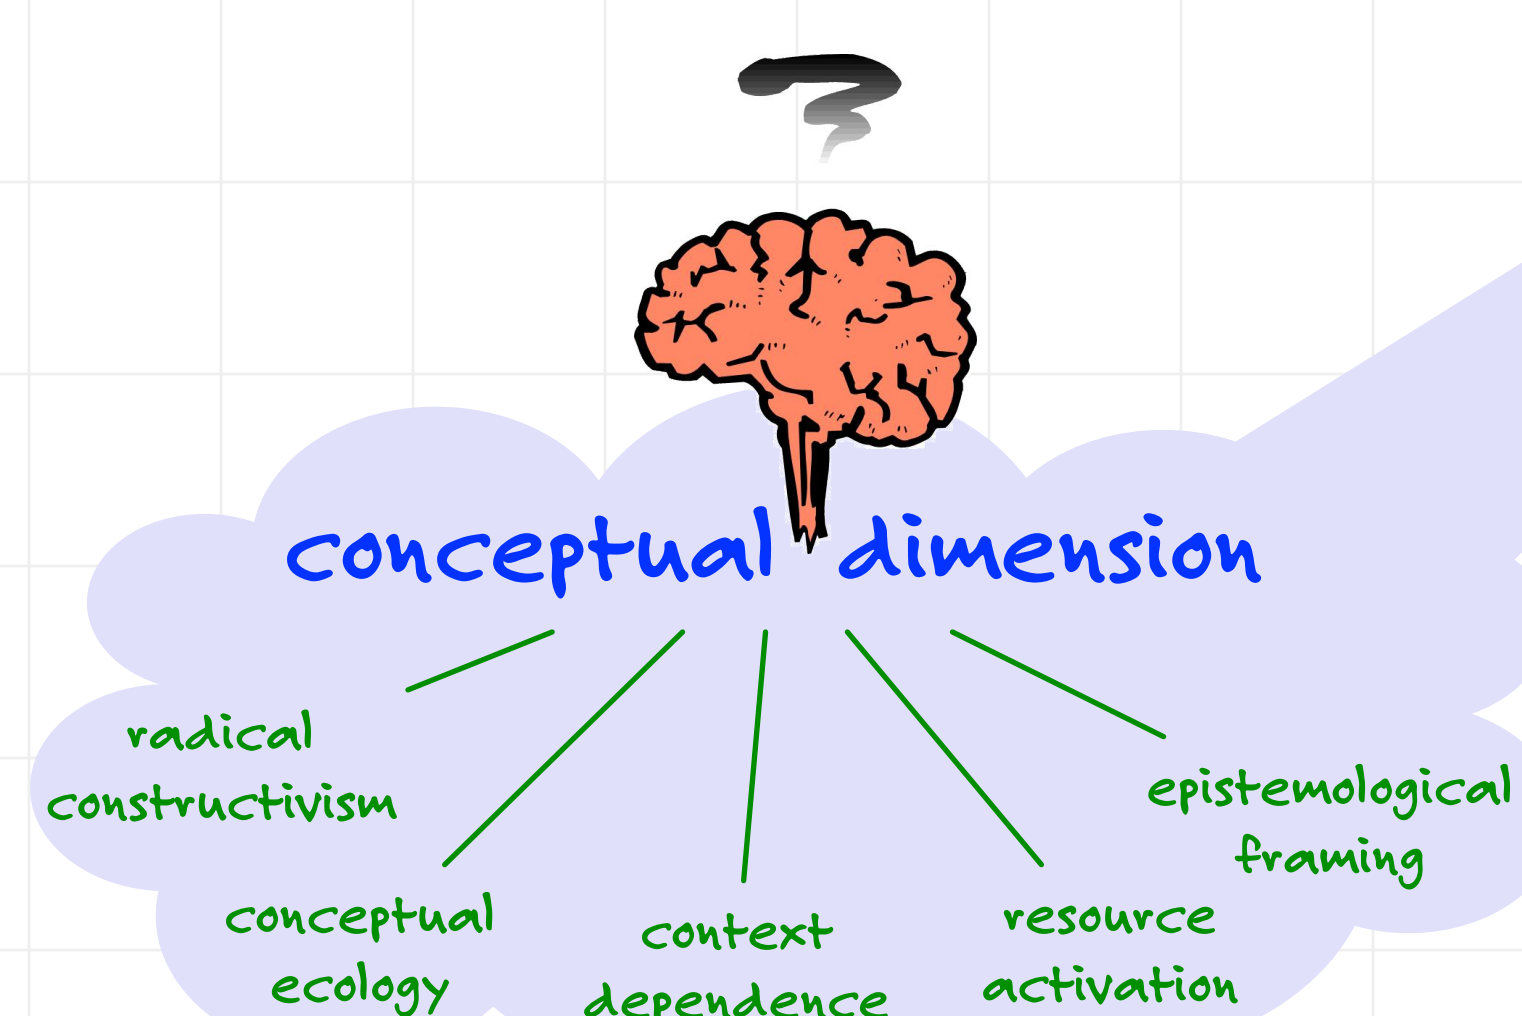 conceptual dimension
radical
constructivism
conceptual
ecology
context
dependence
resource
activation
epistemological
framing